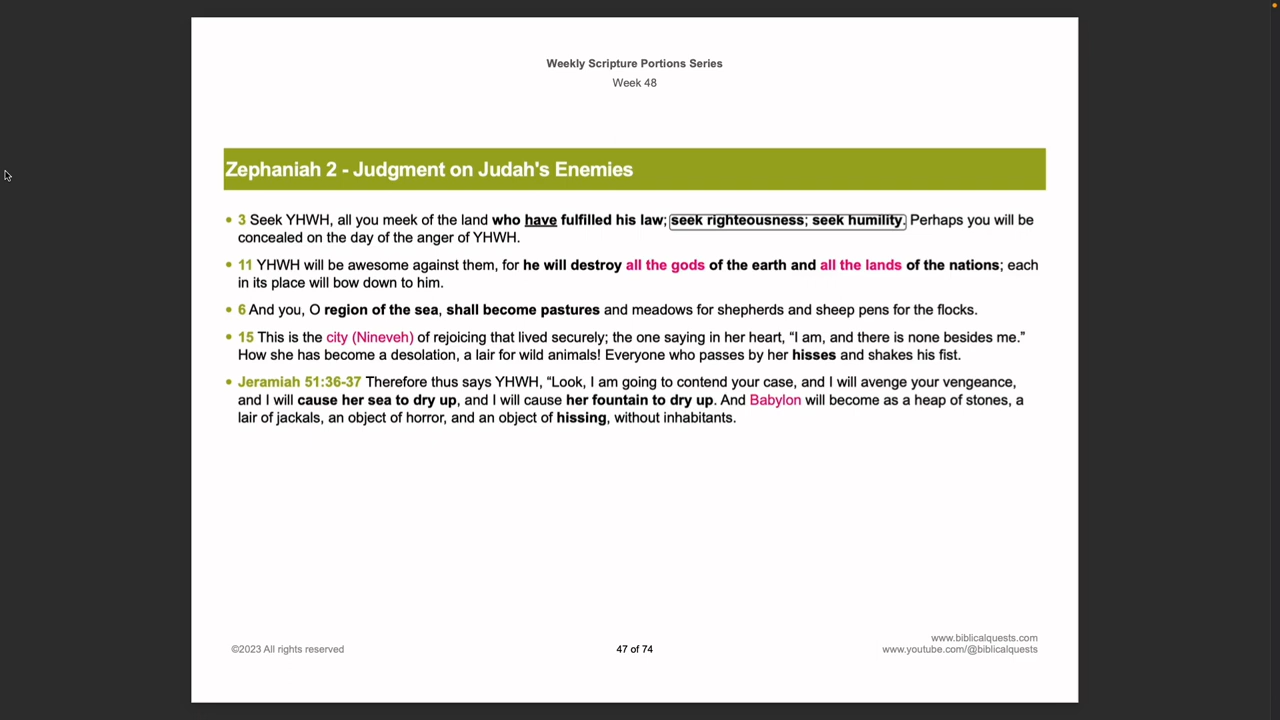 Weekly Scripture Portions Series
Week 48
Zephaniah 2 - Judgment on Judah's Enemies
• 3 Seek YHWH, all you meek of the land who have fulfilled his law; seek righteousness; seek humility. Perhaps you will be
concealed on the day of the anger of YHWH.
• 11 YHWH will be awesome against them, for he will destroy all the gods of the earth and all the lands of the nations; each
in its place will bow down to him.
• 6 And you, O region of the sea, shall become pastures and meadows for shepherds and sheep pens for the flocks.
• 15 This is the city (Nineveh) of rejoicing that lived securely; the one saying in her heart, “I am, and there is none besides me.”
How she has become a desolation, a lair for wild animals! Everyone who passes by her hisses and shakes his fist.
• Jeramiah 51:36-37 Therefore thus says YHWH, “Look, I am going to contend your case, and I will avenge your vengeance,
and I will cause her sea to dry up, and I will cause her fountain to dry up. And Babylon will become as a heap of stones, a
lair of jackals, an object of horror, and an object of hissing, without inhabitants.
©2023 All rights reserved
47 of 74
www.biblicalquests.com
www.youtube.com/@biblicalquests